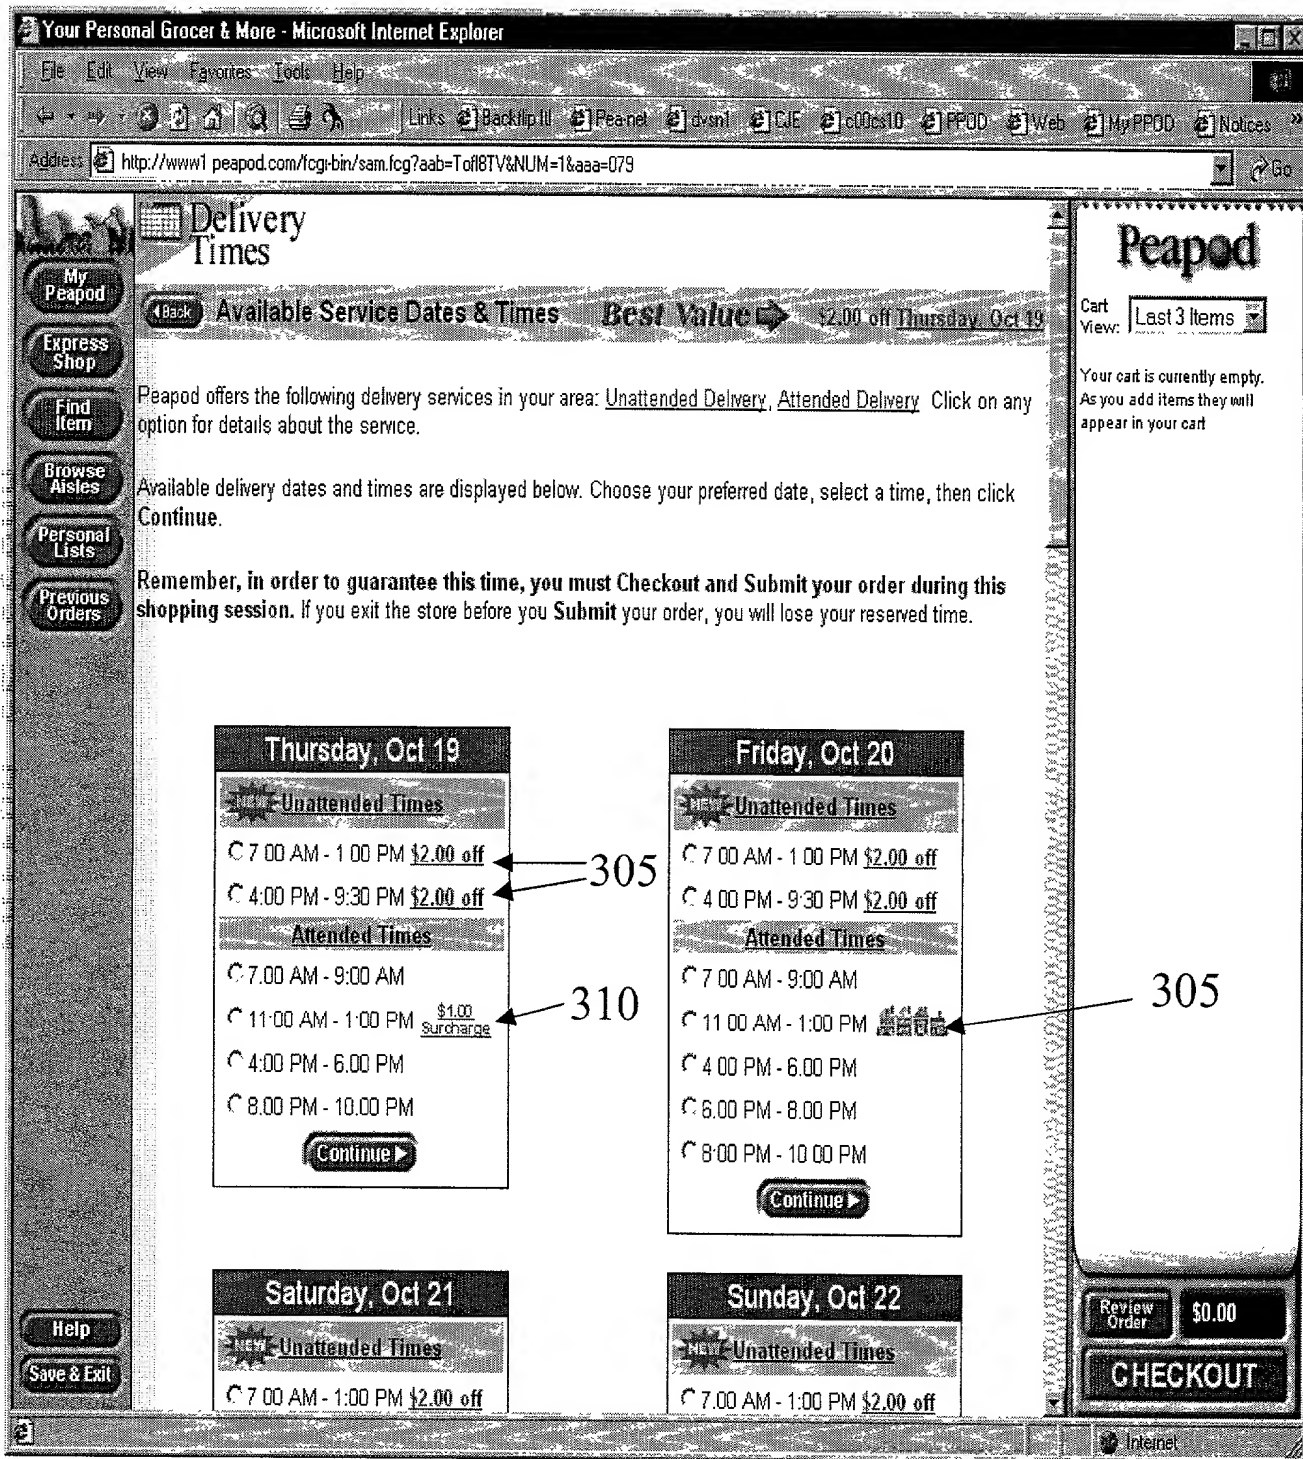 Your Personal Grocer & More - Microsoft Internet Explorer
File Edit View Favorites Tools Help
Links Pea-net dvsn1 CJE c00cs10 PPOD Web My PPOD Notices »
Address http://www1 peapod.com/fcgi-bin/sam.fcg?aab=Tofl8TV&NUM=1&aaa=079 Go
Delivery
Times
My
Peapod
Express
Shop
Find
Item
Browse
Aisles
Personal
Lists
Previous
Orders
Help
Save & Exit
Back Available Service Dates & Times Best Value $2.00 off Thursday, Oct 19
Peapod offers the following delivery services in your area: Unattended Delivery, Attended Delivery Click on any
option for details about the service.
Available delivery dates and times are displayed below. Choose your preferred date, select a time, then click
Continue.
Remember, in order to guarantee this time, you must Checkout and Submit your order during this
shopping session. If you exit the store before you Submit your order, you will lose your reserved time.
Thursday, Oct 19
NEW Unattended Times
7 00 AM - 1 00 PM $2.00 off
4:00 PM - 9:30 PM $2.00 off
305
Attended Times
7.00 AM - 9:00 AM
11:00 AM - 1:00 PM $1.00 Surcharge
310
4:00 PM - 6.00 PM
8.00 PM - 10.00 PM
Continue
Friday, Oct 20
NEW Unattended Times
7 00 AM - 1 00 PM $2.00 off
4 00 PM - 9:30 PM $2.00 off
Attended Times
7 00 AM - 9:00 AM
11 00 AM - 1:00 PM
305
4 00 PM - 6.00 PM
6.00 PM - 8.00 PM
8:00 PM - 10 00 PM
Continue
Saturday, Oct 21
NEW Unattended Times
7 00 AM - 1:00 PM $2.00 off
Sunday, Oct 22
NEW Unattended Times
7.00 AM - 1:00 PM $2.00 off
Peapod
Cart
View: Last 3 Items
Your cart is currently empty.
As you add items they will
appear in your cart
Review
Order $0.00
CHECKOUT
Internet